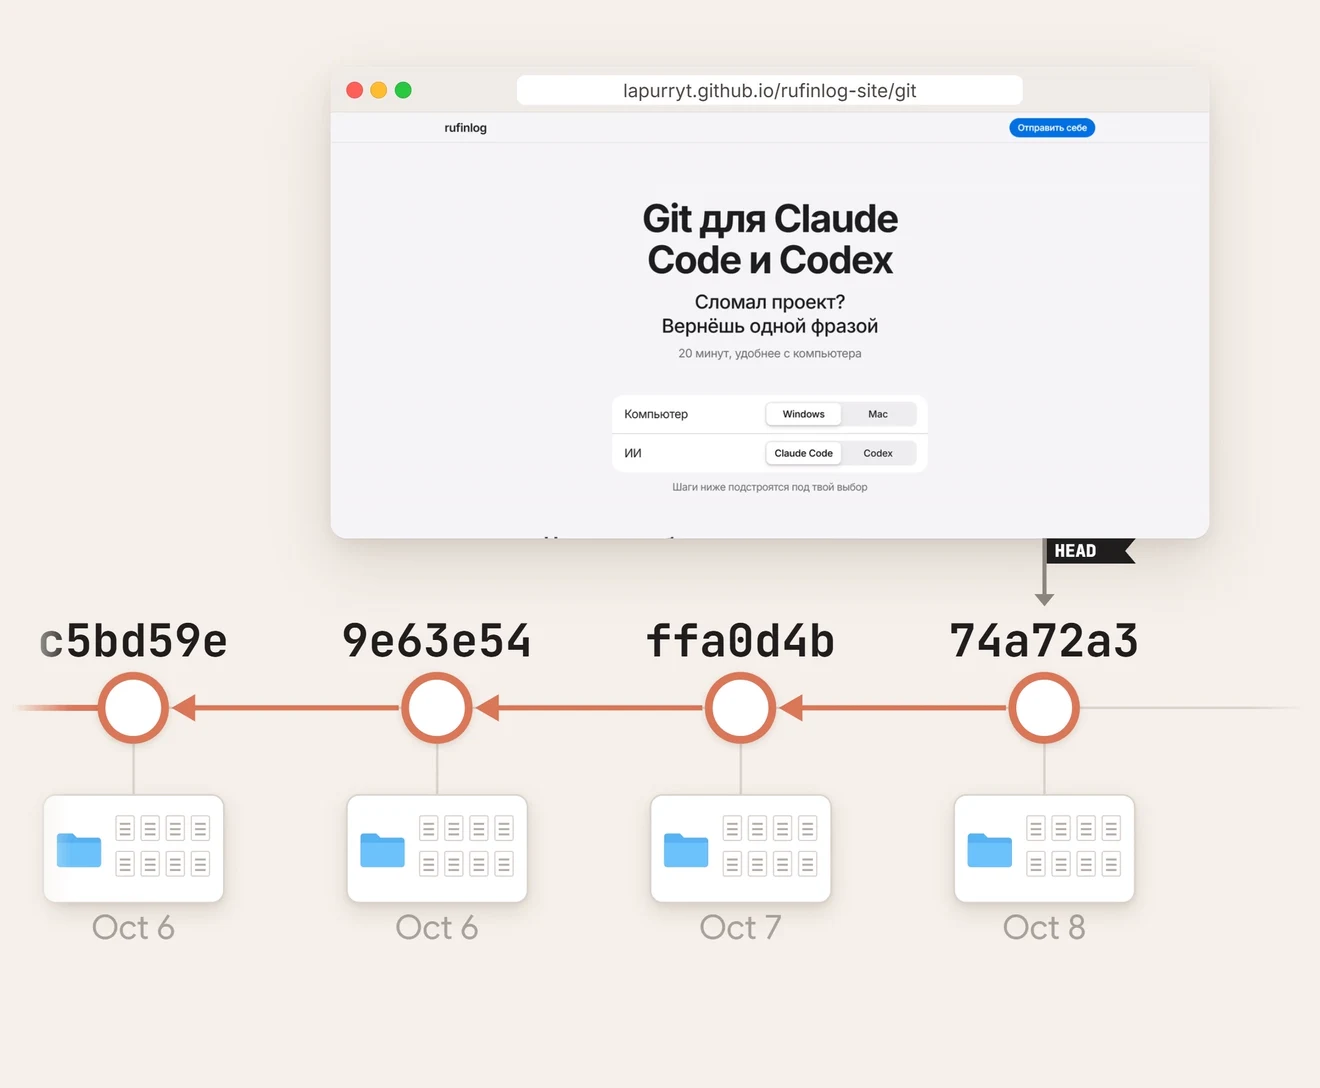 lapurryt.github.io/rufinlog-site/git
rufinlog
Отправить себе
Git для Claude
Code и Codex
Сломал проект?
Вернёшь одной фразой
20 минут, удобнее с компьютера
Компьютер
Windows
Mac
ИИ
Claude Code
Codex
Шаги ниже подстроятся под твой выбор
HEAD
c5bd59e
9e63e54
ffa0d4b
74a72a3
Oct 6
Oct 6
Oct 7
Oct 8